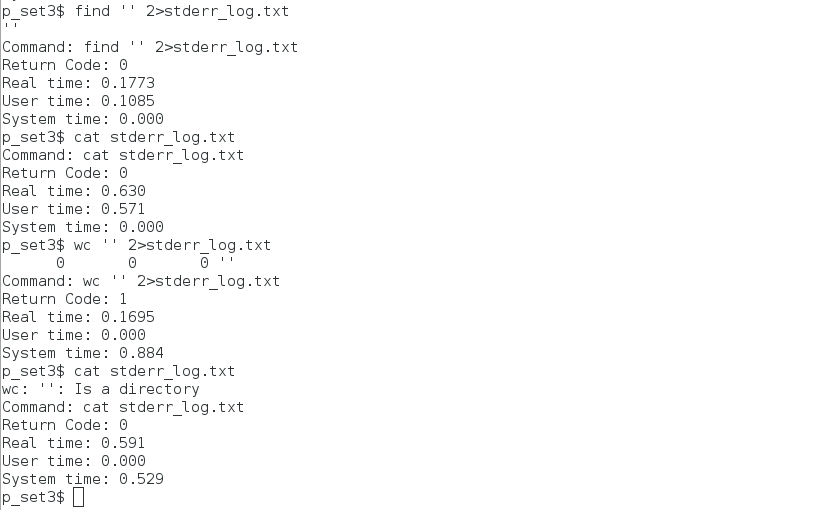 p_set3$ find '' 2>stderr_log.txt
''
Command: find '' 2>stderr_log.txt
Return Code: 0
Real time: 0.1773
User time: 0.1085
System time: 0.000
p_set3$ cat stderr_log.txt
Command: cat stderr_log.txt
Return Code: 0
Real time: 0.630
User time: 0.571
System time: 0.000
p_set3$ wc '' 2>stderr_log.txt
      0       0       0 ''
Command: wc '' 2>stderr_log.txt
Return Code: 1
Real time: 0.1695
User time: 0.000
System time: 0.884
p_set3$ cat stderr_log.txt
wc: '': Is a directory
Command: cat stderr_log.txt
Return Code: 0
Real time: 0.591
User time: 0.000
System time: 0.529
p_set3$